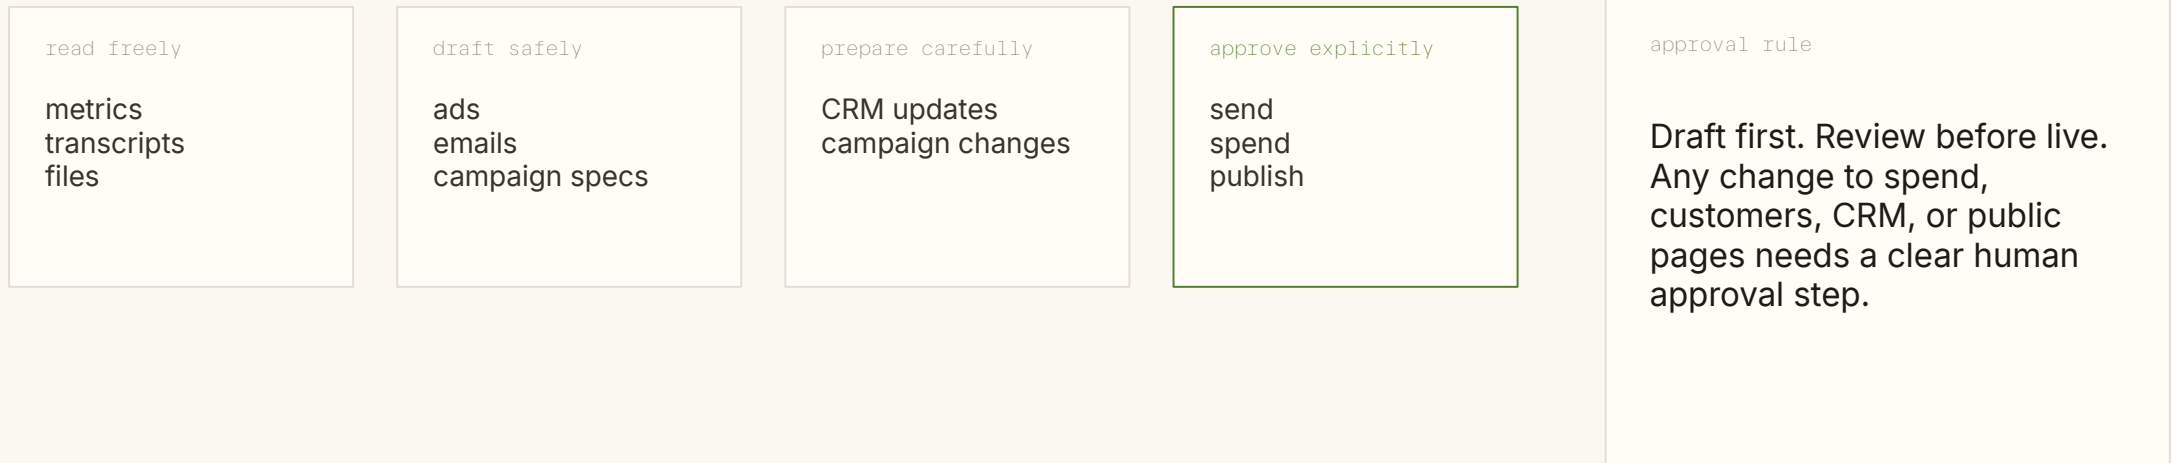 read freely
metrics
transcripts
files
draft safely
ads
emails
campaign specs
prepare carefully
CRM updates
campaign changes
approve explicitly
send
spend
publish
approval rule
Draft first. Review before live.
Any change to spend,
customers, CRM, or public
pages needs a clear human
approval step.